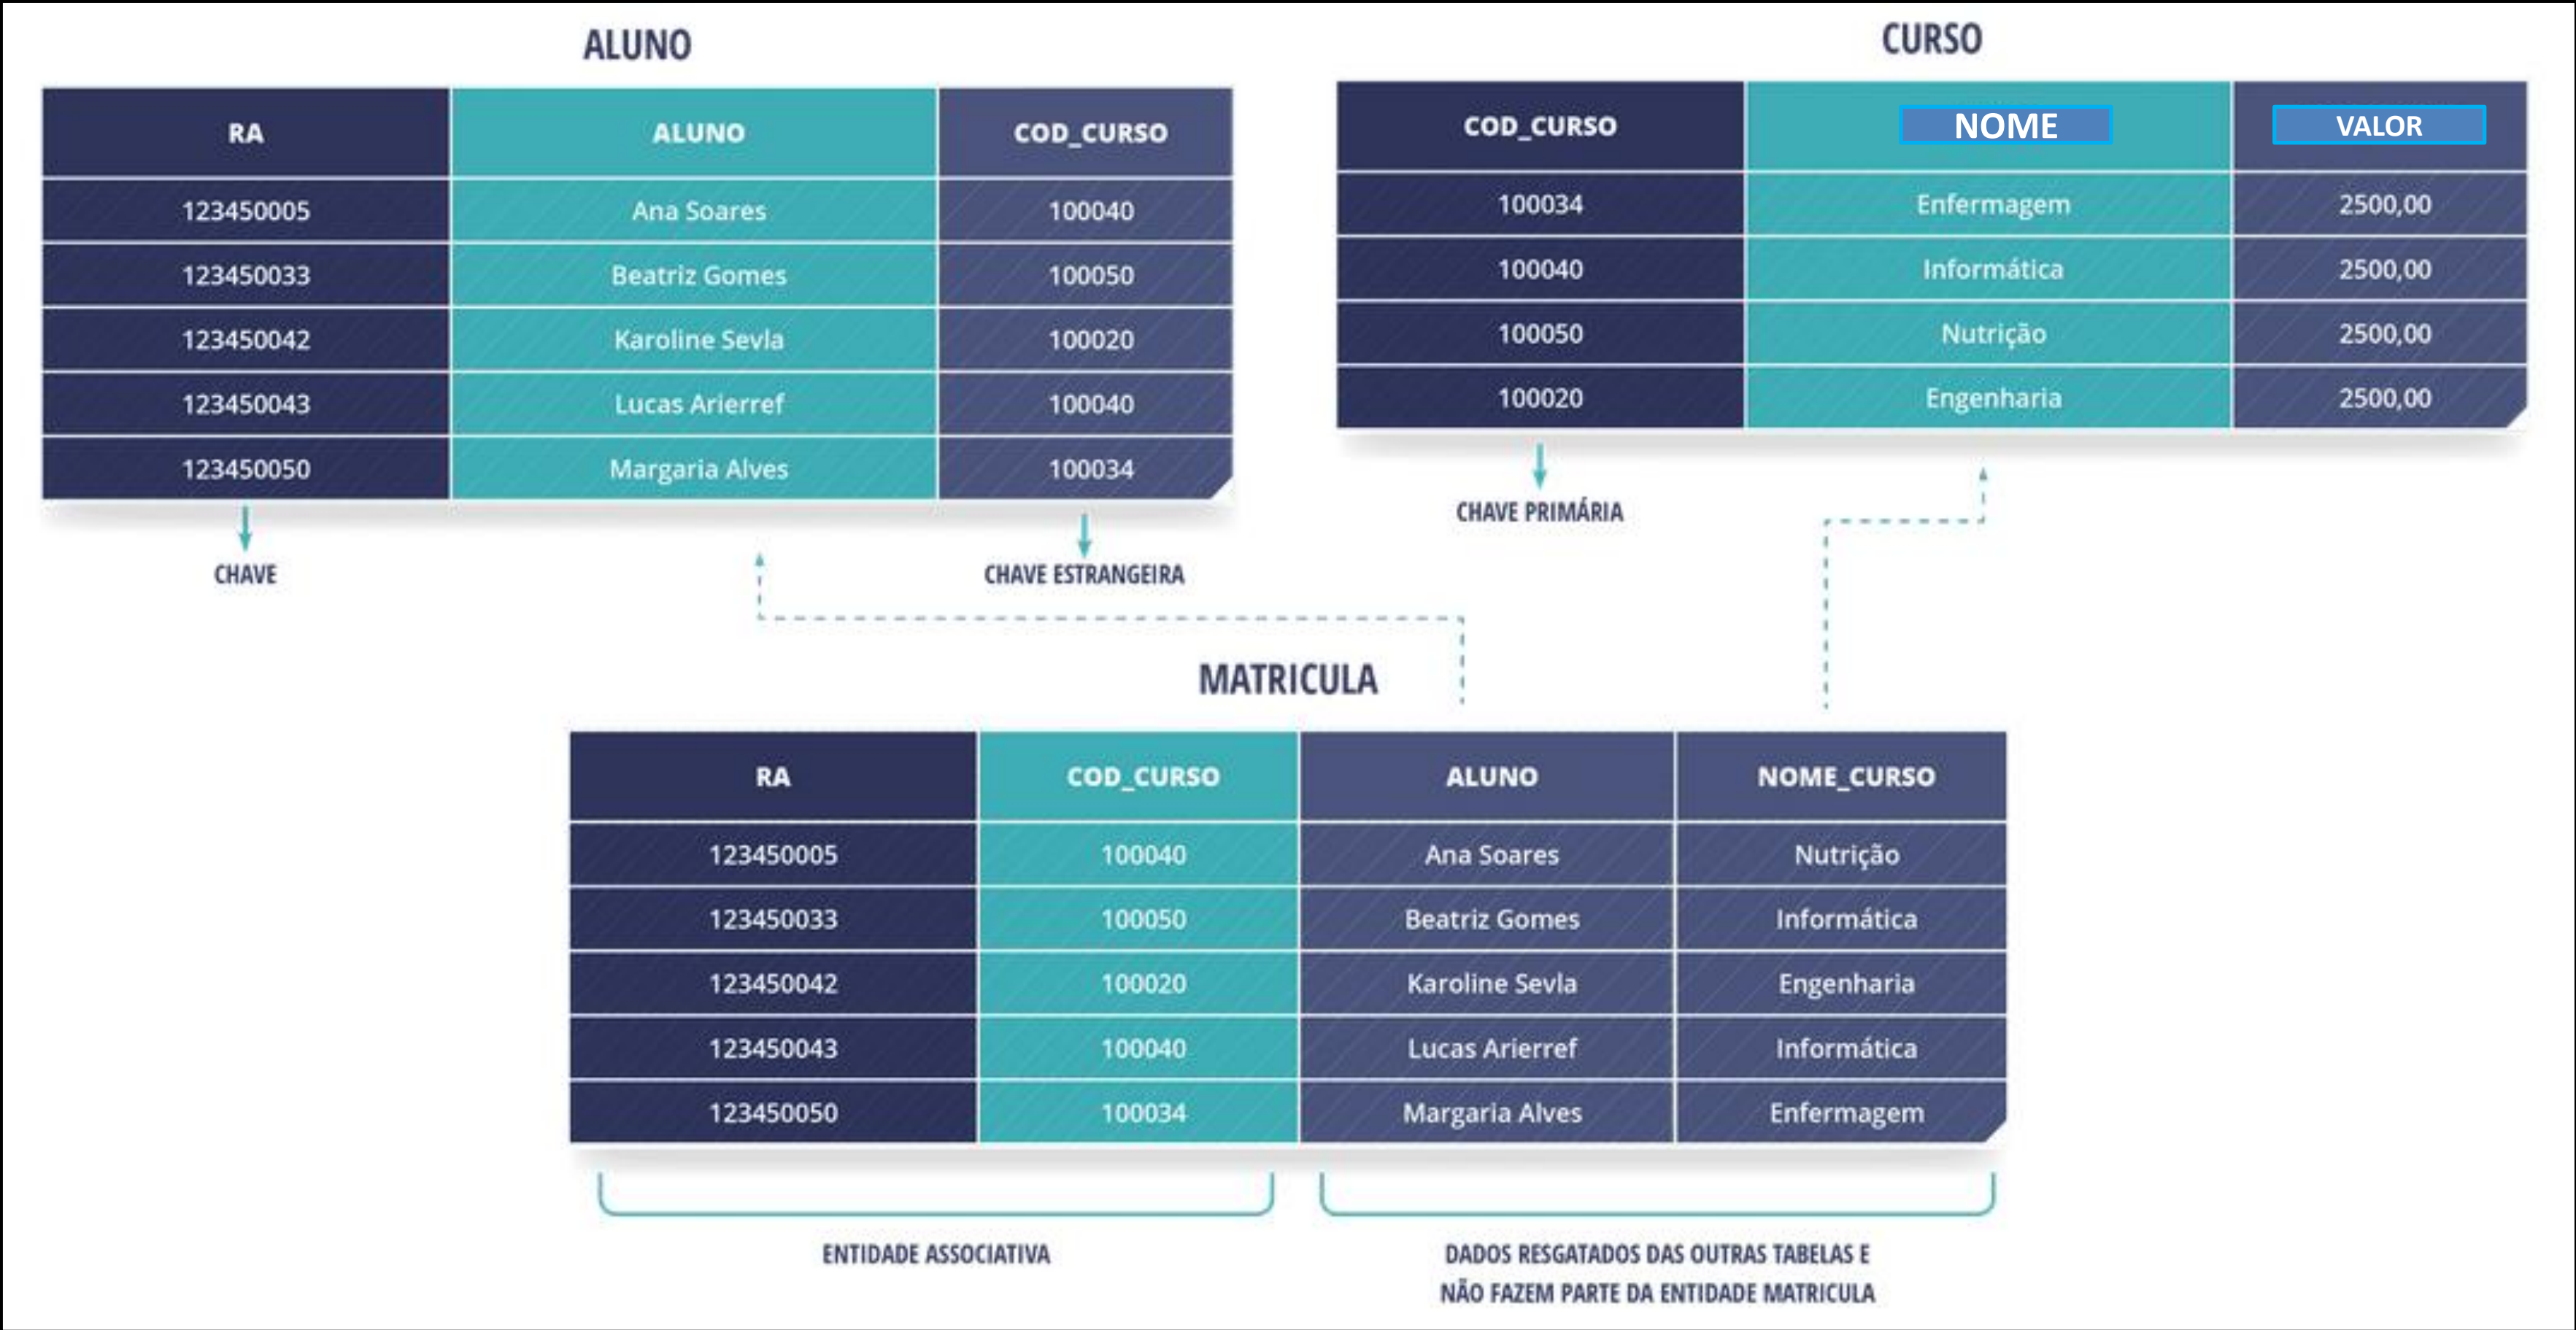 ALUNO
RA ALUNO COD_CURSO
123450005 Ana Soares 100040
123450033 Beatriz Gomes 100050
123450042 Karoline Sevla 100020
123450043 Lucas Arierref 100040
123450050 Margaria Alves 100034
CHAVE
CHAVE ESTRANGEIRA
CURSO
COD_CURSO NOME VALOR
100034 Enfermagem 2500,00
100040 Informática 2500,00
100050 Nutrição 2500,00
100020 Engenharia 2500,00
CHAVE PRIMÁRIA
MATRICULA
RA COD_CURSO ALUNO NOME_CURSO
123450005 100040 Ana Soares Nutrição
123450033 100050 Beatriz Gomes Informática
123450042 100020 Karoline Sevla Engenharia
123450043 100040 Lucas Arierref Informática
123450050 100034 Margaria Alves Enfermagem
ENTIDADE ASSOCIATIVA
DADOS RESGATADOS DAS OUTRAS TABELAS E
NÃO FAZEM PARTE DA ENTIDADE MATRICULA